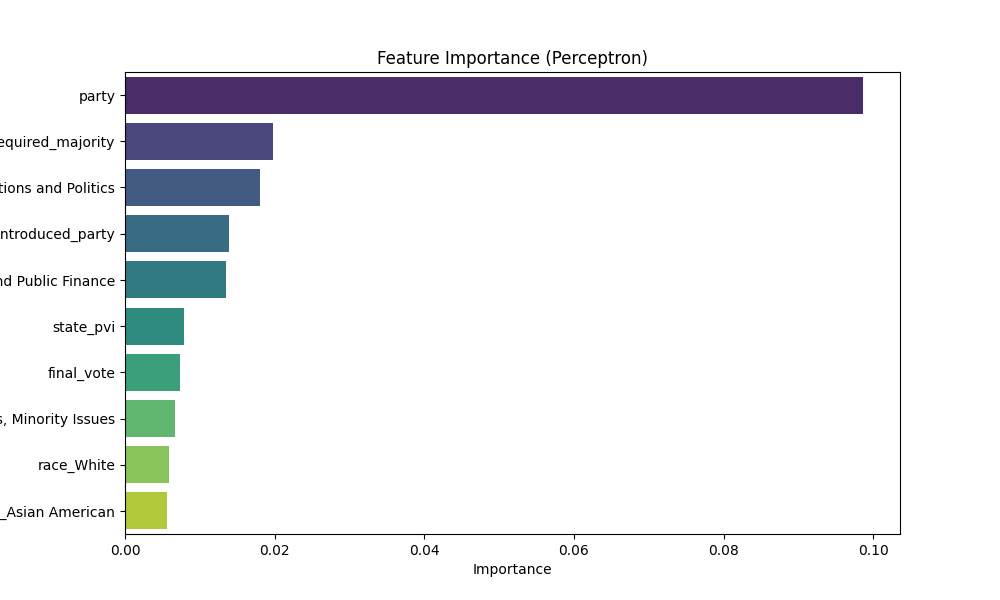 Feature Importance (Perceptron)
party
equired_majority
tions and Politics
ntroduced_party
nd Public Finance
state_pvi
final_vote
s, Minority Issues
race_White
_Asian American
0.00 0.02 0.04 0.06 0.08 0.10
Importance